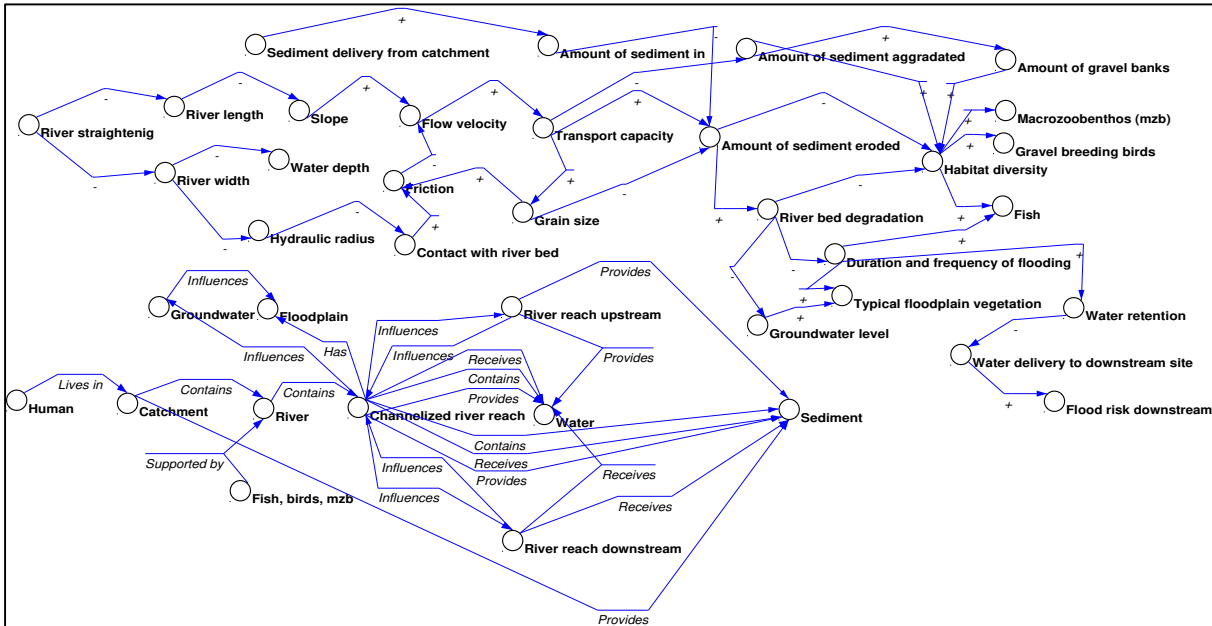 +
Sediment delivery from catchment
Amount of sediment in
-
+
Amount of sediment aggradated
Amount of gravel banks
-
-
-
+
+
+
+
+
+
River straightenig
River length
Slope
Flow velocity
Transport capacity
Amount of sediment eroded
-
Macrozoobenthos (mzb)
+
+
Gravel breeding birds
Habitat diversity
-
River width
-
Water depth
-
Friction
+
+
Grain size
-
-
Hydraulic radius
-
Contact with river bed
+
+
River bed degradation
-
+
Fish
+
-
-
Duration and frequency of flooding
+
+
Typical floodplain vegetation
+
Groundwater level
Water retention
-
Water delivery to downstream site
+
Flood risk downstream
Influences
Groundwater
Floodplain
Influences
Has
Influences
Influences
River reach upstream
Provides
Provides
Receives
Contains
Provides
Human
Lives in
Catchment
Contains
River
Contains
Channelized river reach
Water
Sediment
Contains
Receives
Provides
Supported by
Fish, birds, mzb
Influences
Influences
Receives
Receives
River reach downstream
Provides